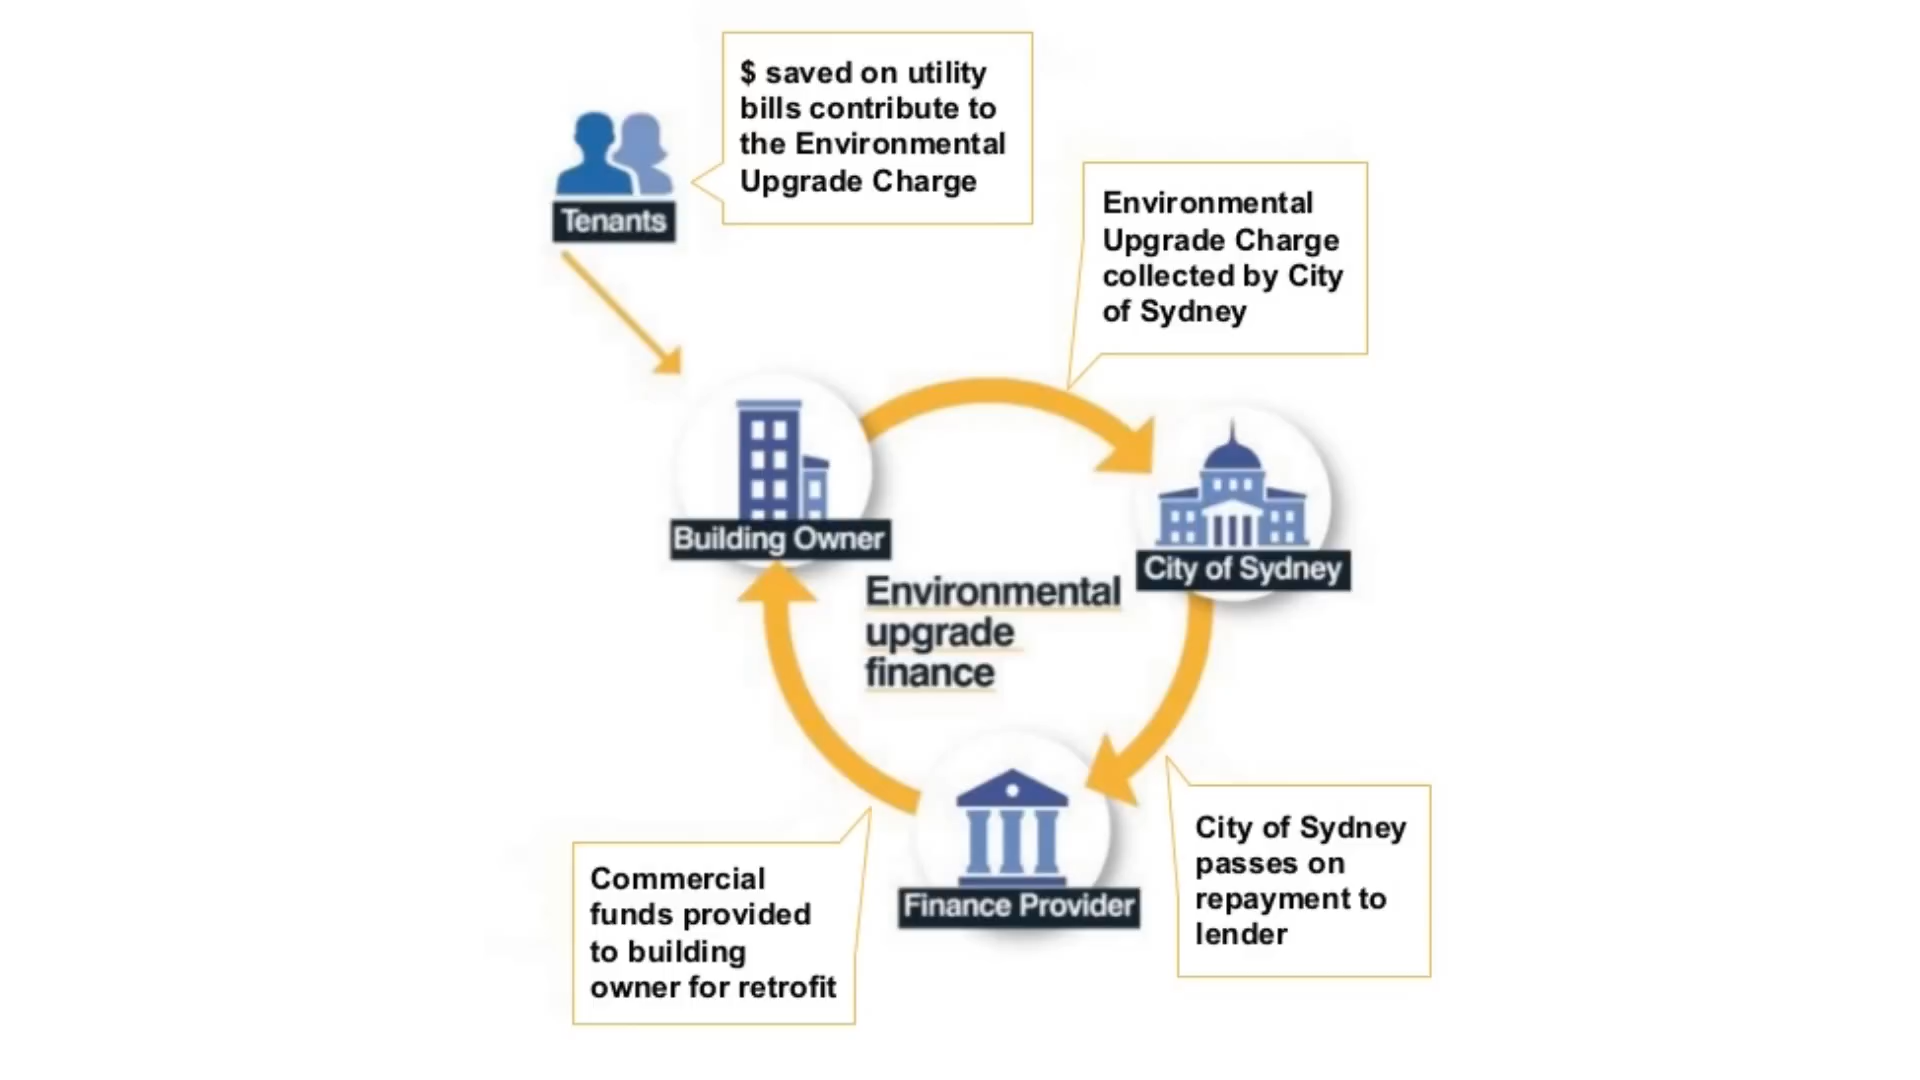 $ saved on utility
bills contribute to
the Environmental
Upgrade Charge
Tenants
Environmental
Upgrade Charge
collected by City
of Sydney
Building Owner
City of Sydney
Environmental
upgrade
finance
Finance Provider
City of Sydney
passes on
repayment to
lender
Commercial
funds provided
to building
owner for retrofit